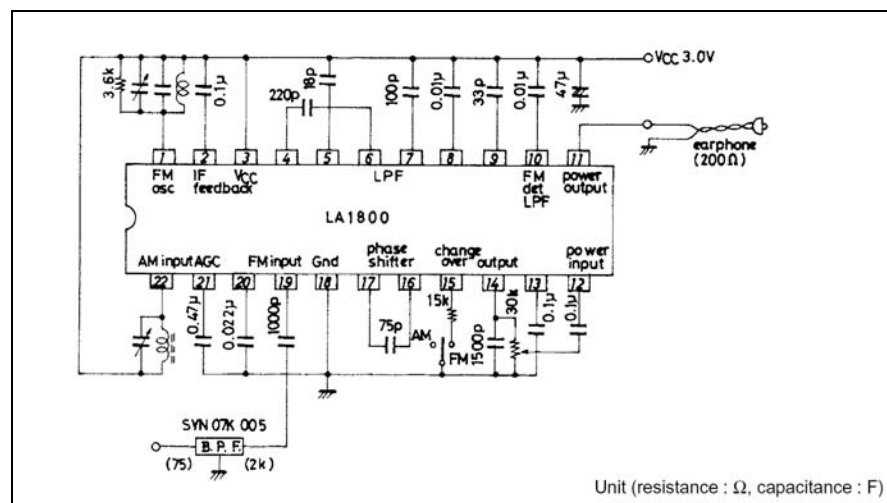 VCC 3.0V
3.6k
0.1μ
220p
18p
100p
0.01μ
33p
0.01μ
47μ
earphone
(200Ω)
1 2 3 4 5 6 7 8 9 10 11
FM osc
IF feedback
VCC
LPF
FM det LPF
power output
LA1800
AM input
AGC
FM input
Gnd
phase shifter
change over
output
power input
22 21 20 19 18 17 16 15 14 13 12
0.47μ
0.022μ
1000p
75p
15k
AM
FM
1500p
30k
0.1μ
0.1μ
SYN 07K 005
B.P.F.
(75)
(2k)
Unit (resistance : Ω, capacitance : F)